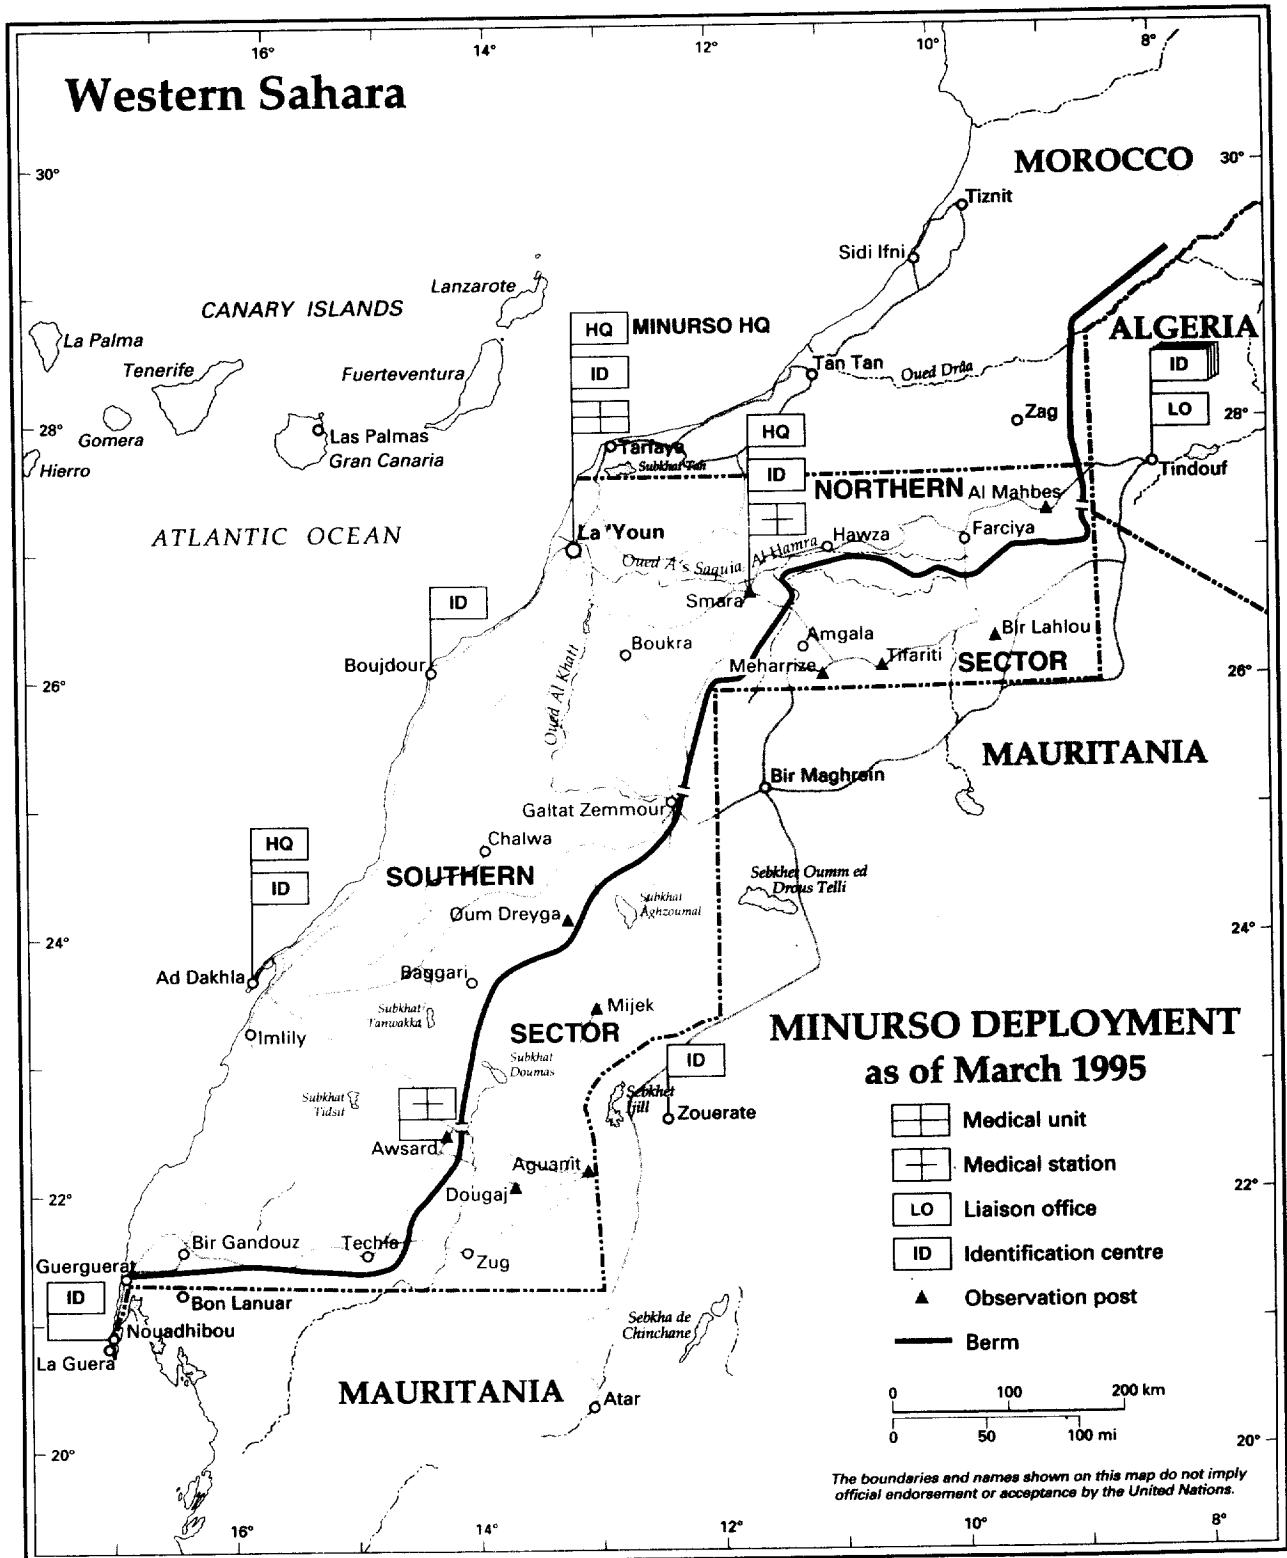 16°
14°
12°
10°
8°
Western Sahara
MOROCCO
30°
30°
Tiznit
Sidi Ifni
Lanzarote
CANARY ISLANDS
HQ
MINURSO HQ
ALGERIA
La Palma
Tenerife
Fuerteventura
ID
Tan Tan
Oued Drâa
ID
LO
Gomera
Las Palmas
Gran Canaria
28°
28°
Zag
HQ
Hierro
Tarfaya
Subkhat Tah
ID
Tindouf
NORTHERN
Al Mahbes
ATLANTIC OCEAN
La'Youn
Hawza
Farciya
Oued A's Saquia
Al Hamra
ID
Smara
Boukra
Amgala
Bir Lahlou
Boujdour
Meharrize
Tifariti
SECTOR
26°
26°
Oued Al Khatt
MAURITANIA
Bir Maghrein
Galtat Zemmour
HQ
Chalwa
ID
SOUTHERN
Sebkhet Oumm ed
Drous Telli
Oum Dreyga
Subkhat
Aghzoumal
24°
24°
Ad Dakhla
Baggari
Subkhat
Tanwakka
Mijek
Imlily
SECTOR
MINURSO DEPLOYMENT
as of March 1995
Subkhat
Doumas
ID
Subkhat
Tidsit
Sebkhet
Ijill
Zouerate
Medical unit
Awsard
Aguanit
Medical station
Dougaj
22°
22°
LO
Liaison office
Bir Gandouz
Techla
Zug
ID
Identification centre
Guerguerat
ID
Bon Lanuar
Observation post
Nouadhibou
Sebkha de
Chinchane
Berm
La Guera
MAURITANIA
Atar
0 100 200 km
0 50 100 mi
20°
20°
The boundaries and names shown on this map do not imply
official endorsement or acceptance by the United Nations.
16°
14°
12°
10°
8°